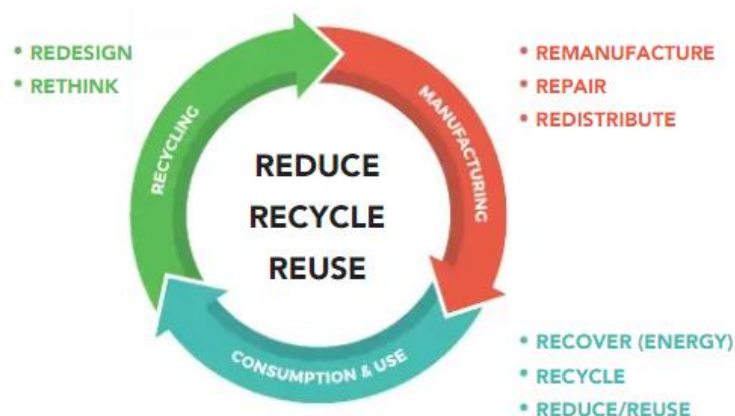 • REDESIGN
• RETHINK
• REMANUFACTURE
• REPAIR
• REDISTRIBUTE
RECYCLING
MANUFACTURING
REDUCE
RECYCLE
REUSE
CONSUMPTION & USE
• RECOVER (ENERGY)
• RECYCLE
• REDUCE/REUSE